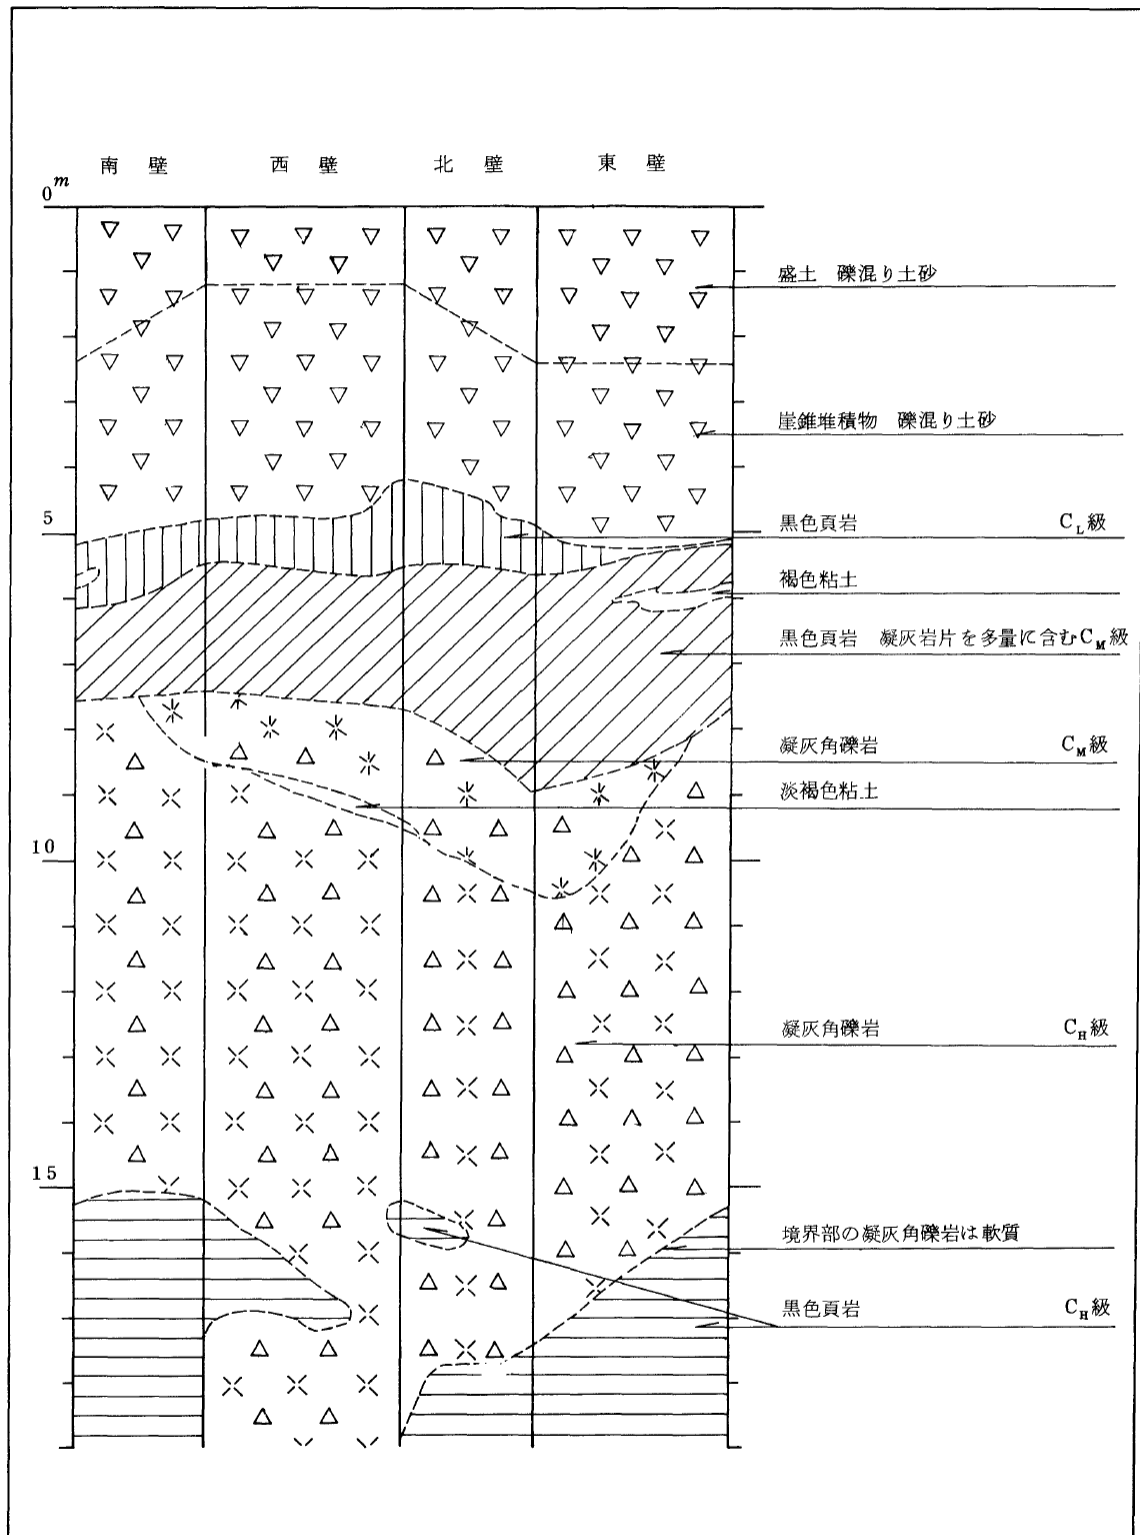 南 壁 西 壁 北 壁 東 壁
0m
盛土 礫混り土砂
崖錐堆積物 礫混り土砂
5
黒色頁岩 CL級
褐色粘土
黒色頁岩 凝灰岩片を多量に含むCM級
凝灰角礫岩 CM級
淡褐色粘土
10
凝灰角礫岩 CH級
15
境界部の凝灰角礫岩は軟質
黒色頁岩 CH級